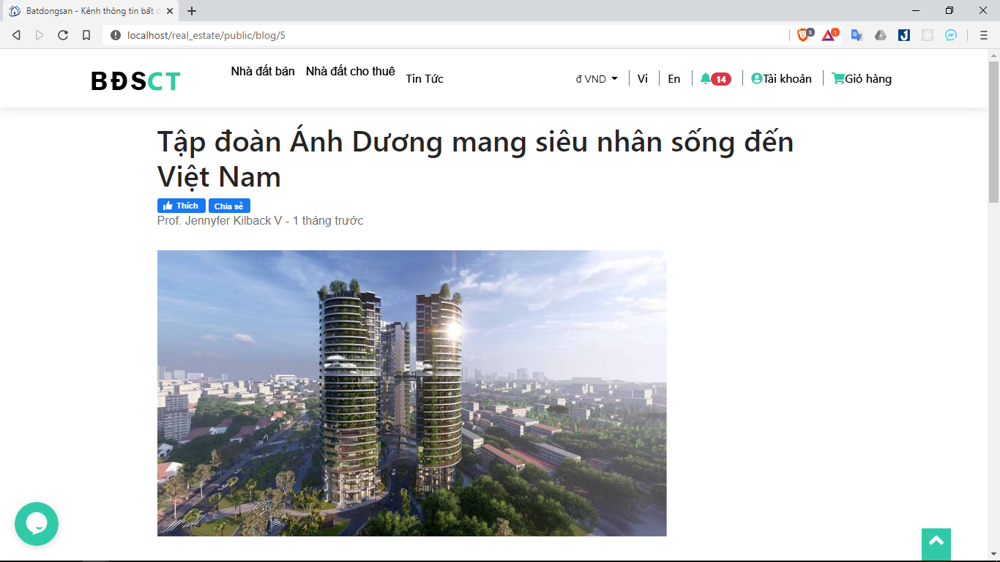 Batdongsan - Kênh thông tin bất đ
localhost/real_estate/public/blog/5
5
1
BĐSCT
Nhà đất bán
Nhà đất cho thuê
Tin Tức
đ VND
Vi
En
14
Tài khoản
Giỏ hàng
Tập đoàn Ánh Dương mang siêu nhân sống đến
Việt Nam
Thích
Chia sẻ
Prof. Jennyfer Kilback V - 1 tháng trước